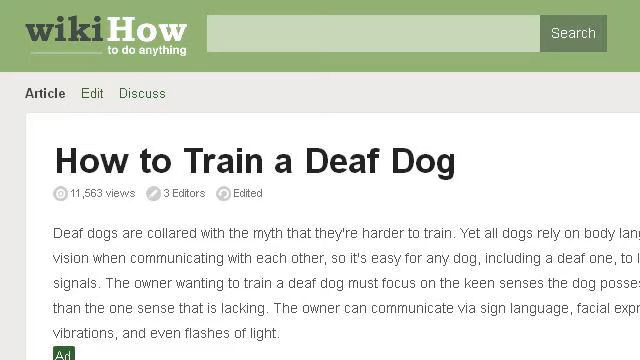 wikiHow
to do anything
Search
Article Edit Discuss
How to Train a Deaf Dog
11,563 views 3 Editors Edited
Deaf dogs are collared with the myth that they're harder to train. Yet all dogs rely on body lan
vision when communicating with each other, so it's easy for any dog, including a deaf one, to l
signals. The owner wanting to train a deaf dog must focus on the keen senses the dog posse
than the one sense that is lacking. The owner can communicate via sign language, facial expr
vibrations, and even flashes of light.
Ad